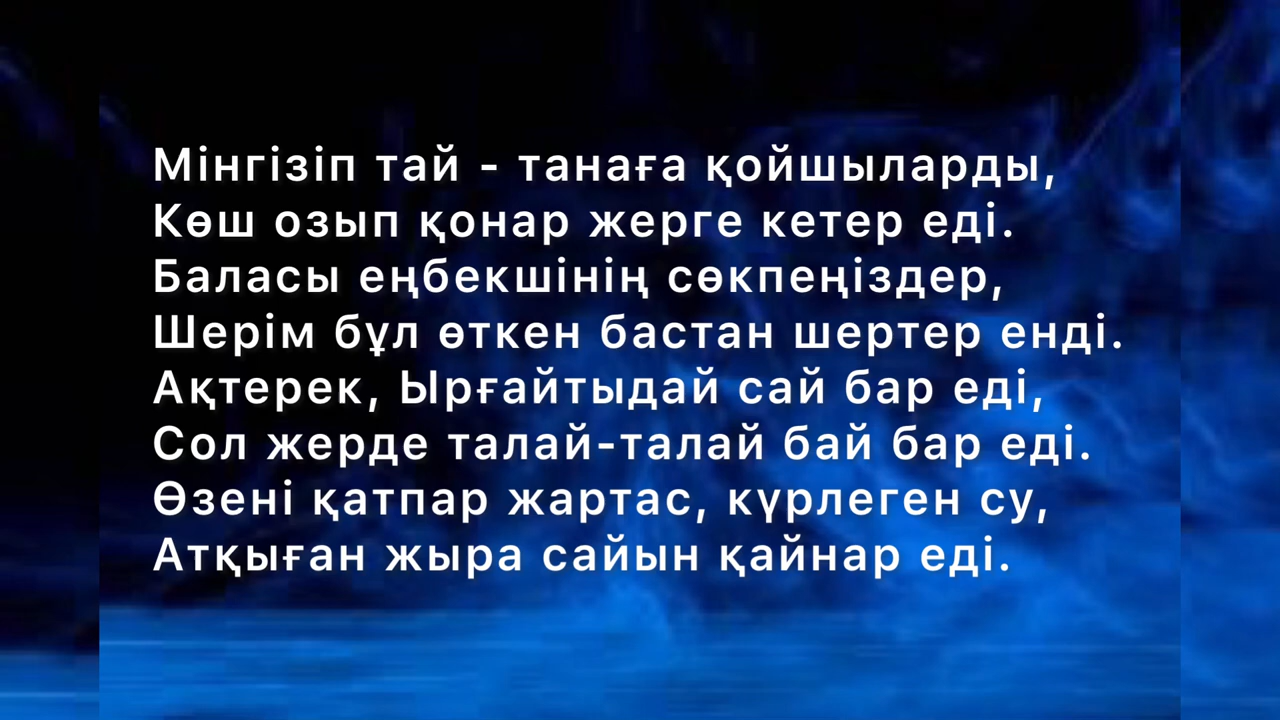 Мінгізіп тай - танаға қойшыларды,
Көш озып қонар жерге кетер еді.
Баласы еңбекшінің сөкпеңіздер,
Шерім бұл өткен бастан шертер енді.
Ақтерек, Ырғайтыдай сай бар еді,
Сол жерде талай-талай бай бар еді.
Өзені қатпар жартас, күрлеген су,
Атқыған жыра сайын қайнар еді.